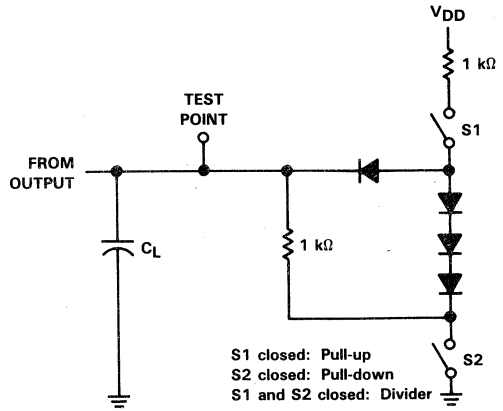 VDD
1 kΩ
S1
TEST
POINT
FROM
OUTPUT
CL
1 kΩ
S2
S1 closed: Pull-up
S2 closed: Pull-down
S1 and S2 closed: Divider